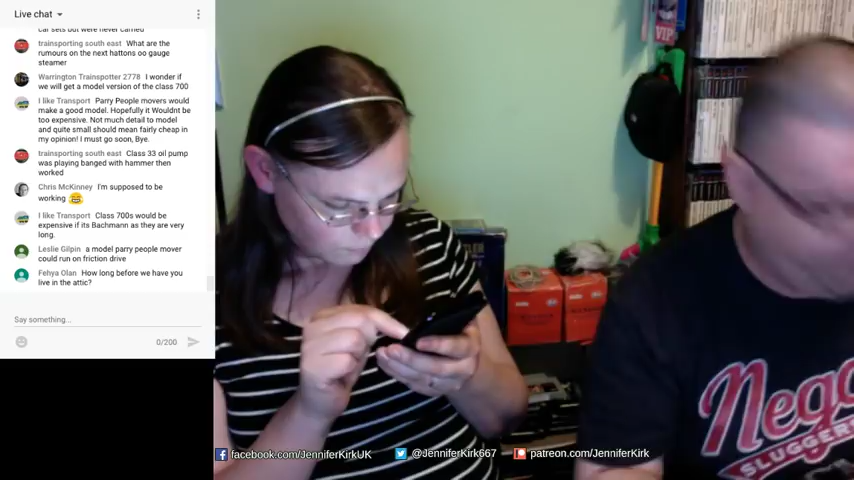 Live chat
car sets but were never carried
trainsporting south east What are the
rumours on the next hattons oo gauge
steamer
Warrington Trainspotter 2778 I wonder if
we will get a model version of the class 700
I like Transport Parry People movers would
make a good model. Hopefully it Wouldnt be
too expensive. Not much detail to model
and quite small should mean fairly cheap in
my opinion! I must go soon, Bye.
trainsporting south east Class 33 oil pump
was playing banged with hammer then
worked
Chris McKinney I'm supposed to be
working 😂
I like Transport Class 700s would be
expensive if its Bachmann as they are very
long.
Leslie Gilpin a model parry people mover
could run on friction drive
Fehya Olan How long before we have you
live in the attic?
Say something...
0/200
VIP
SLUGGER
facebook.com/JenniferKirkUK
@JenniferKirk667
patreon.com/JenniferKirk